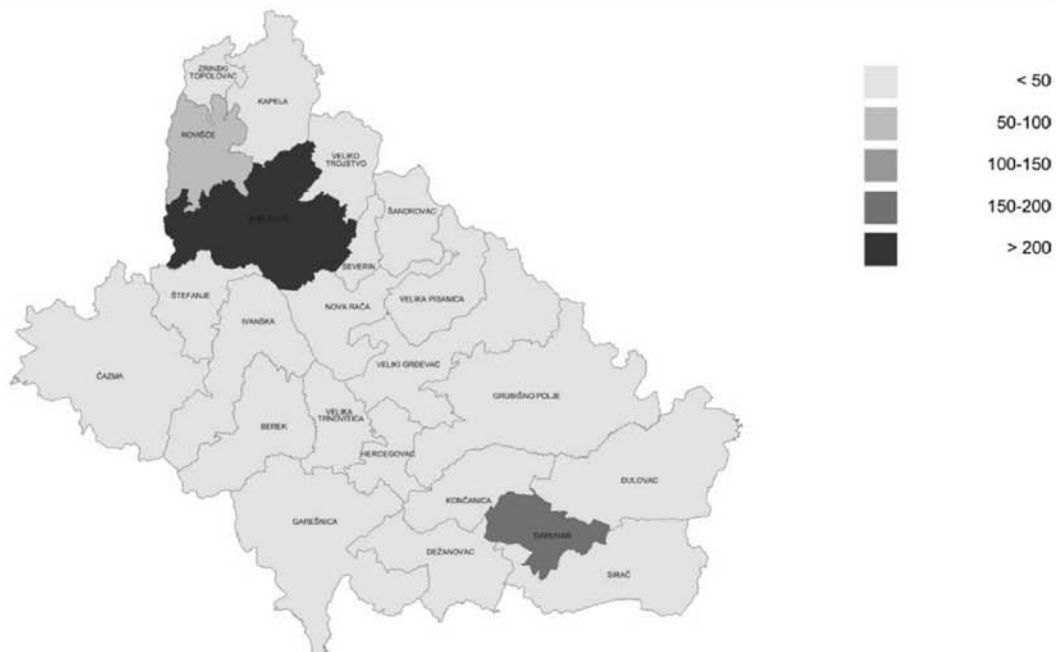 ZRINSKI
TOPOLOVAC
KAPELA
ROVIŠĆE
VELIKO
TROJSTVO
ŠANDROVAC
SEVERIN
ŠTEFANJE
IVANSKA
NOVA RAČA
VELIKA PISANICA
ČAZMA
VELIKI GRĐEVAC
GRUBIŠNO POLJE
BEREK
VELIKA
TRNOVITICA
HERCEGOVAC
KONČANICA
ĐULOVAC
GAREŠNICA
DARUVAR
DEŽANOVAC
SIRAČ
< 50
50-100
100-150
150-200
> 200